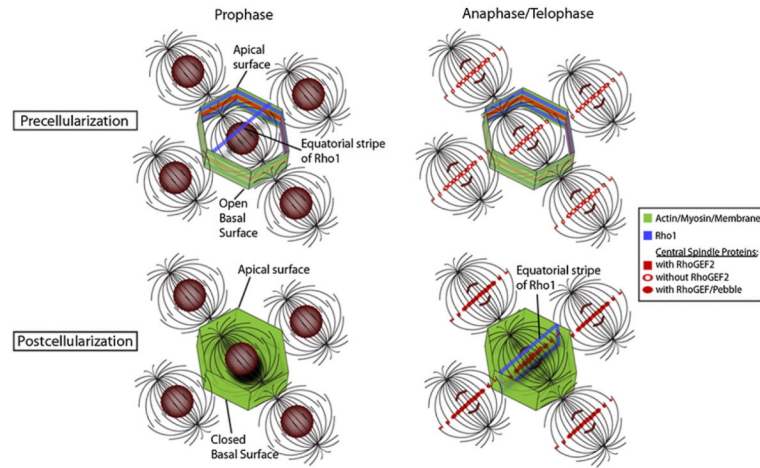 Prophase
Anaphase/Telophase
Apical
surface
Precellularization
Equatorial stripe
of Rho1
Open
Basal
Surface
Actin/Myosin/Membrane
Rho1
Central Spindle Proteins:
with RhoGEF2
without RhoGEF2
with RhoGEF/Pebble
Apical surface
Equatorial stripe
of Rho1
Postcellularization
Closed
Basal Surface